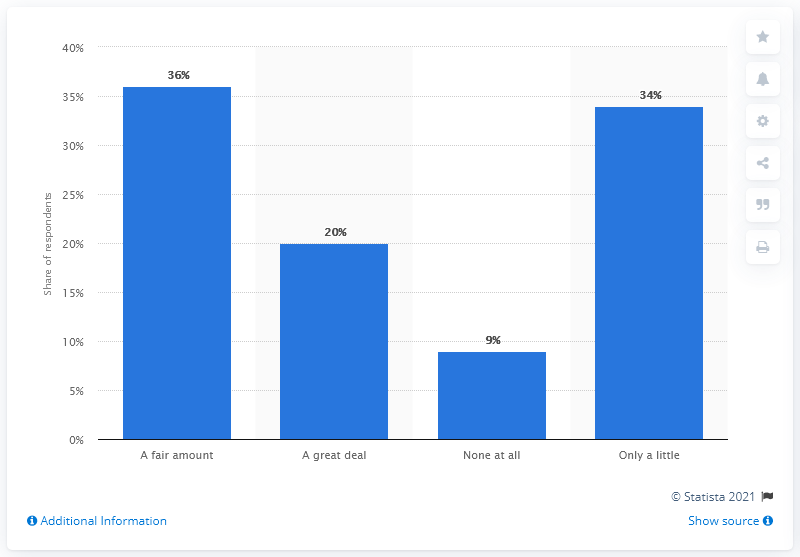 40%
36%
35%
34%
30%
25%
20%
20%
15%
10%
9%
5%
0%
Share of respondents
A fair amount
A great deal
None at all
Only a little
© Statista 2021
Additional Information
Show source